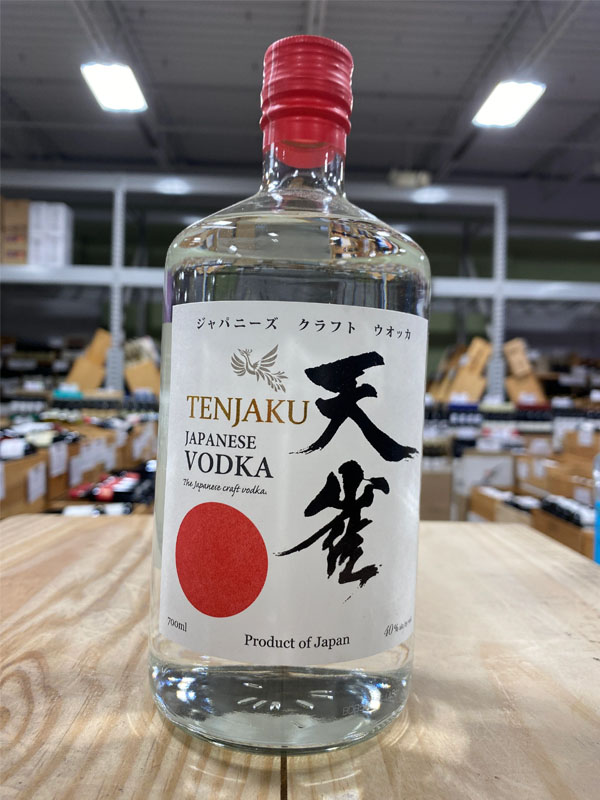 ジャパニーズ クラフト ウオッカ
TENJAKU
JAPANESE
VODKA
The Japanese craft vodka.
天雀
700ml
Product of Japan
40%